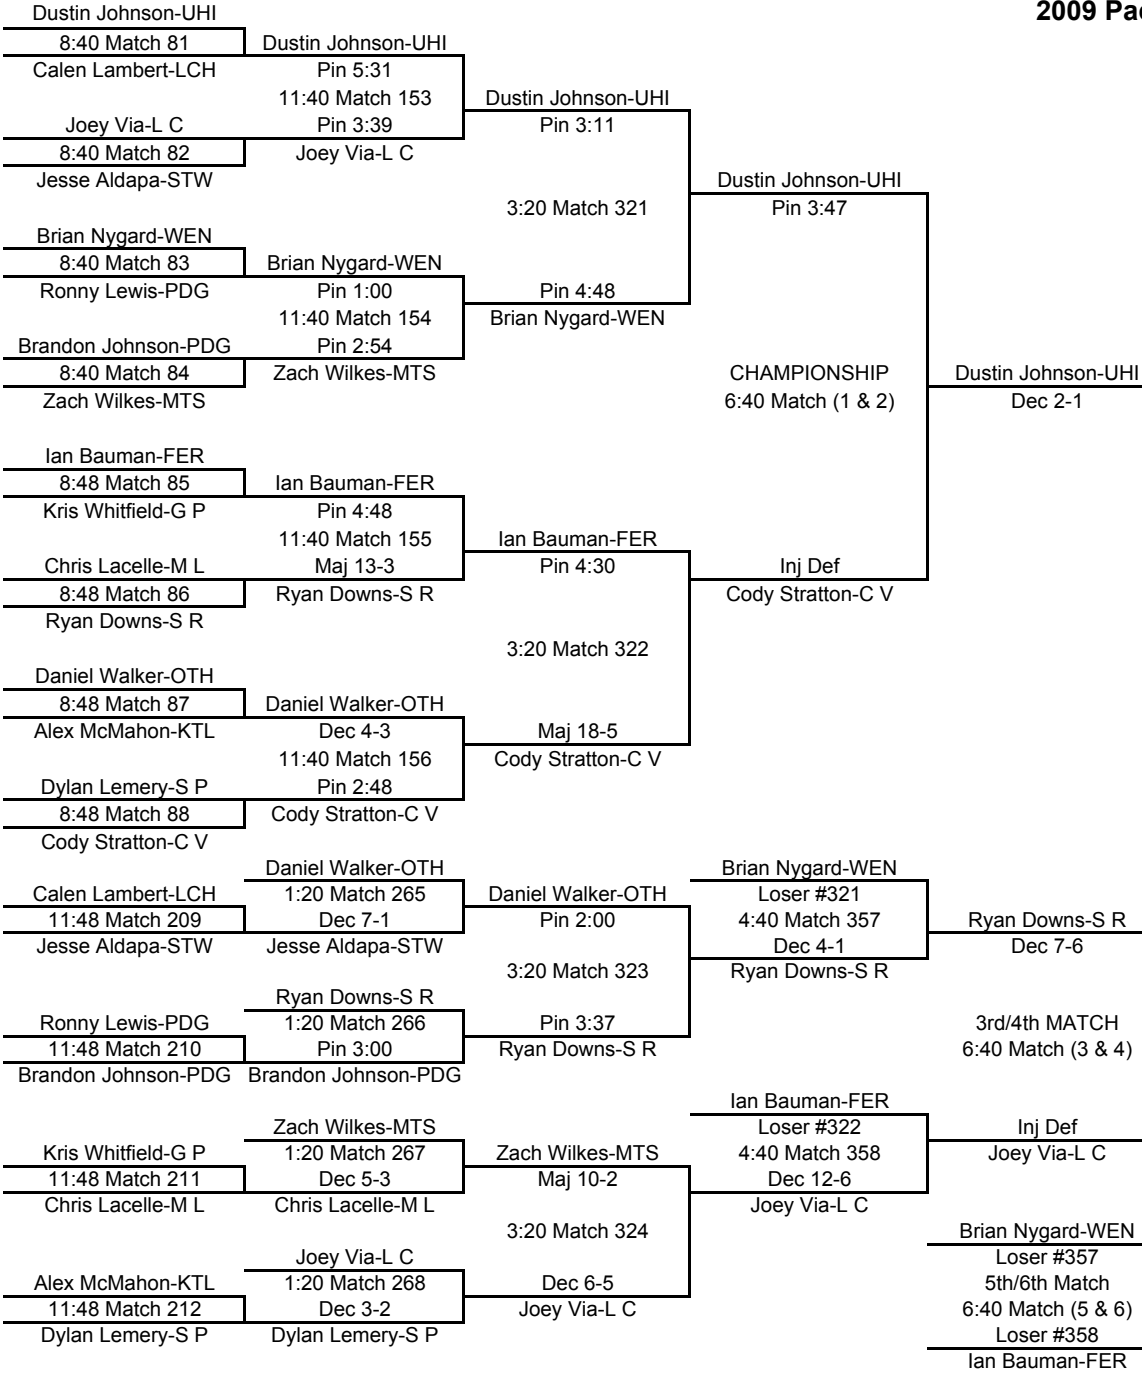 2009 Pac
Dustin Johnson-UHI
8:40 Match 81
Calen Lambert-LCH
Joey Via-L C
8:40 Match 82
Jesse Aldapa-STW
Brian Nygard-WEN
8:40 Match 83
Ronny Lewis-PDG
Brandon Johnson-PDG
8:40 Match 84
Zach Wilkes-MTS
Ian Bauman-FER
8:48 Match 85
Kris Whitfield-G P
Chris Lacelle-M L
8:48 Match 86
Ryan Downs-S R
Daniel Walker-OTH
8:48 Match 87
Alex McMahon-KTL
Dylan Lemery-S P
8:48 Match 88
Cody Stratton-C V
Dustin Johnson-UHI
Pin 5:31
11:40 Match 153
Pin 3:39
Joey Via-L C
Brian Nygard-WEN
Pin 1:00
11:40 Match 154
Pin 2:54
Zach Wilkes-MTS
Ian Bauman-FER
Pin 4:48
11:40 Match 155
Maj 13-3
Ryan Downs-S R
Daniel Walker-OTH
Dec 4-3
11:40 Match 156
Pin 2:48
Cody Stratton-C V
Dustin Johnson-UHI
Pin 3:11
3:20 Match 321
Pin 4:48
Brian Nygard-WEN
Ian Bauman-FER
Pin 4:30
3:20 Match 322
Maj 18-5
Cody Stratton-C V
Dustin Johnson-UHI
Pin 3:47
CHAMPIONSHIP
6:40 Match (1 & 2)
Inj Def
Cody Stratton-C V
Dustin Johnson-UHI
Dec 2-1
Calen Lambert-LCH
11:48 Match 209
Jesse Aldapa-STW
Ronny Lewis-PDG
11:48 Match 210
Brandon Johnson-PDG
Kris Whitfield-G P
11:48 Match 211
Chris Lacelle-M L
Alex McMahon-KTL
11:48 Match 212
Dylan Lemery-S P
Daniel Walker-OTH
1:20 Match 265
Dec 7-1
Jesse Aldapa-STW
Ryan Downs-S R
1:20 Match 266
Pin 3:00
Brandon Johnson-PDG
Zach Wilkes-MTS
1:20 Match 267
Dec 5-3
Chris Lacelle-M L
Joey Via-L C
1:20 Match 268
Dec 3-2
Dylan Lemery-S P
Daniel Walker-OTH
Pin 2:00
3:20 Match 323
Pin 3:37
Ryan Downs-S R
Zach Wilkes-MTS
Maj 10-2
3:20 Match 324
Dec 6-5
Joey Via-L C
Brian Nygard-WEN
Loser #321
4:40 Match 357
Dec 4-1
Ryan Downs-S R
Ian Bauman-FER
Loser #322
4:40 Match 358
Dec 12-6
Joey Via-L C
Ryan Downs-S R
Dec 7-6
3rd/4th MATCH
6:40 Match (3 & 4)
Inj Def
Joey Via-L C
Brian Nygard-WEN
Loser #357
5th/6th Match
6:40 Match (5 & 6)
Loser #358
Ian Bauman-FER